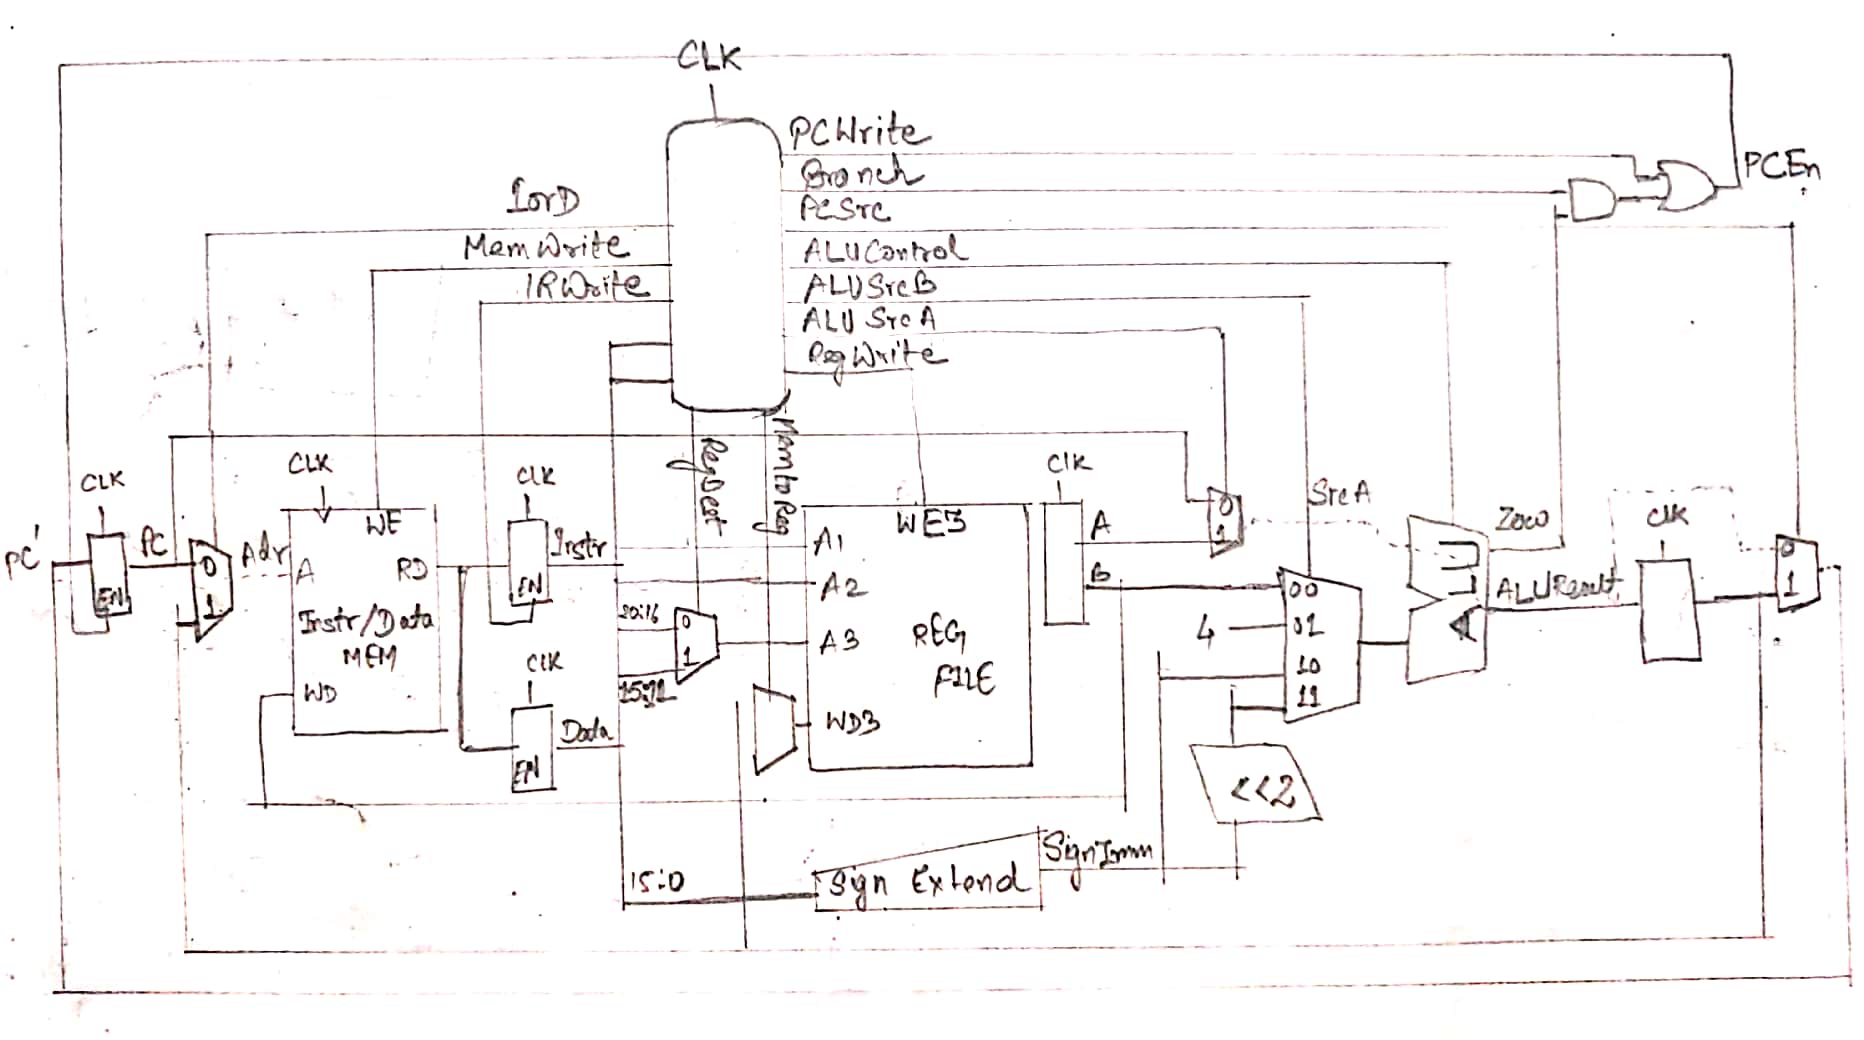 CLK
PCWrite
Branch
PCSrc
PCEn
IorD
MemWrite
ALUControl
IRWrite
ALUSrcB
ALUSrcA
RegWrite
RegDest
MemtoReg
CLK
CLK
Clk
Clk
PC'
PC
EN
0
1
Adr
WE
A
RD
Instr/Data
MEM
WD
Instr
EN
Clk
Data
EN
20:16
15:11
0
1
A1
A2
A3
WD3
WE3
REG
FILE
A
B
0
1
SrcA
00
4
01
10
11
<<2
ALU
Zero
ALUResult
Clk
0
1
15:0
Sign Extend
SignImm